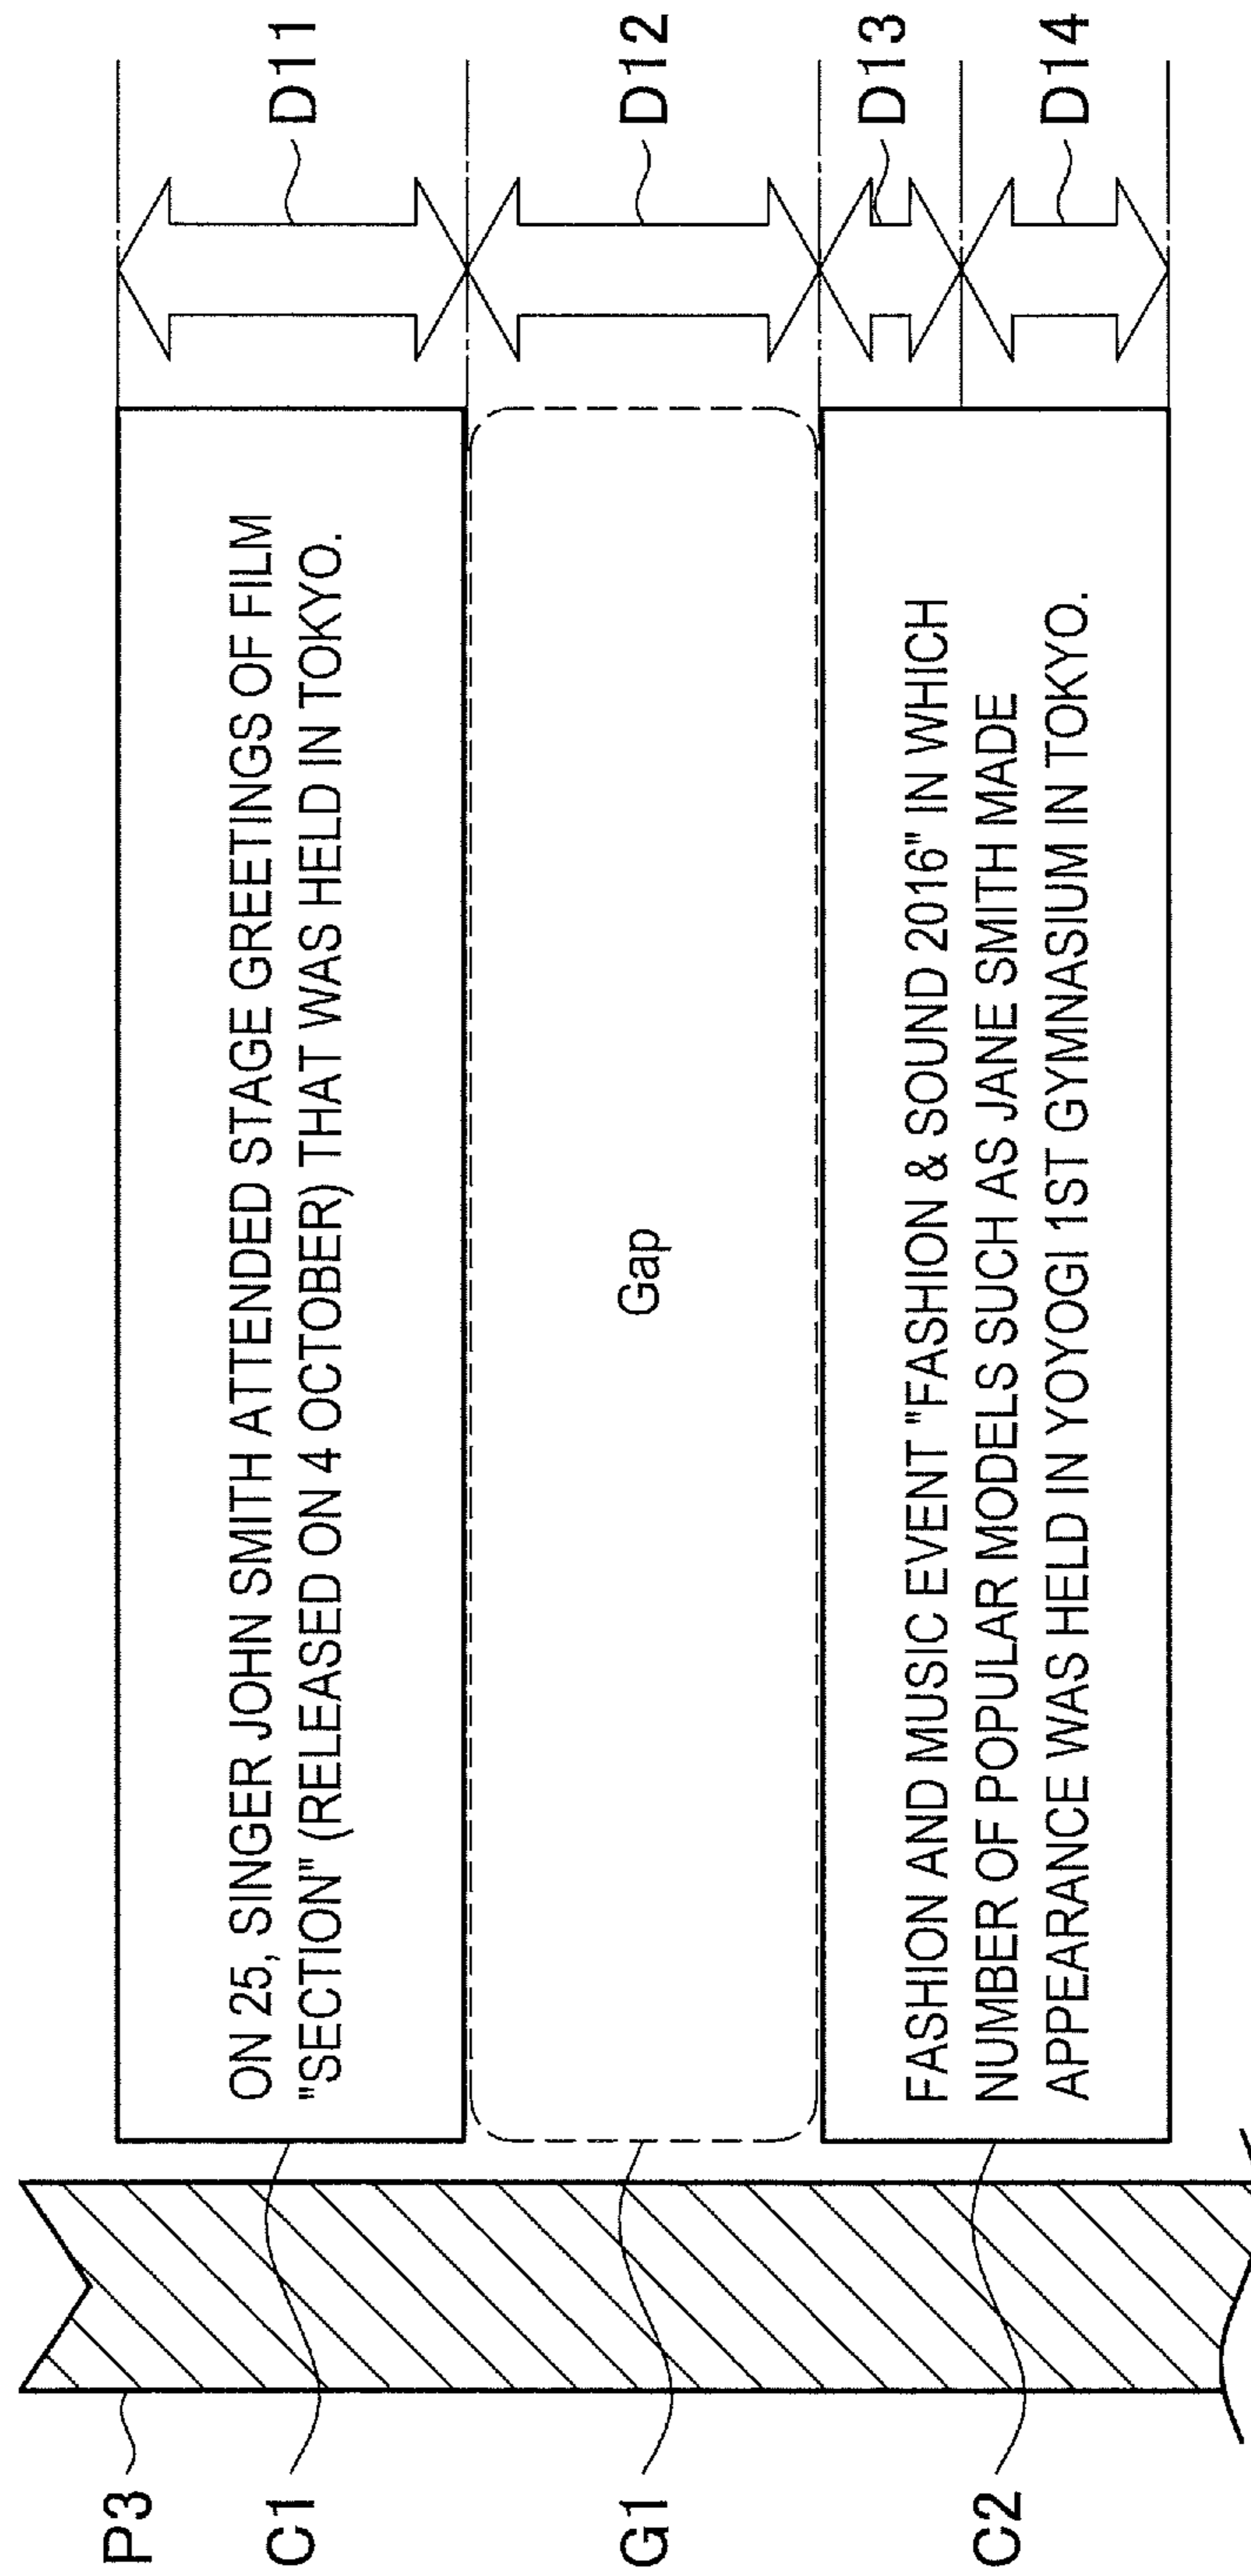 P3
C1
ON 25, SINGER JOHN SMITH ATTENDED STAGE GREETINGS OF FILM
"SECTION" (RELEASED ON 4 OCTOBER) THAT WAS HELD IN TOKYO.
D11
G1
Gap
D12
C2
FASHION AND MUSIC EVENT "FASHION & SOUND 2016" IN WHICH
NUMBER OF POPULAR MODELS SUCH AS JANE SMITH MADE
APPEARANCE WAS HELD IN YOYOGI 1ST GYMNASIUM IN TOKYO.
D13
D14